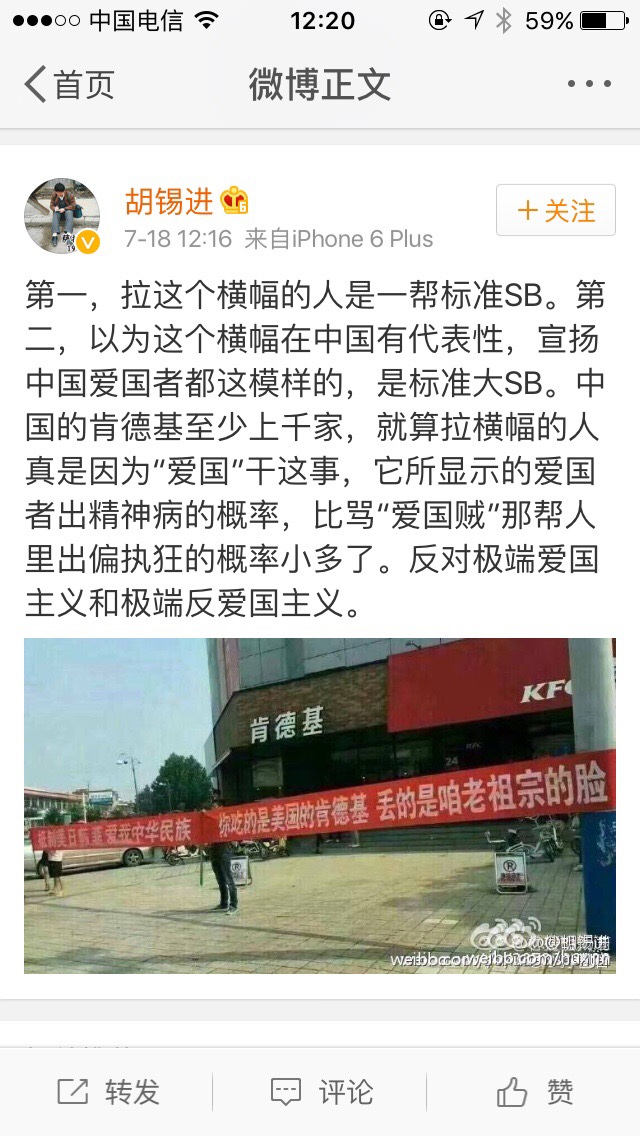 中国电信
12:20
59%
首页
微博正文
胡锡进
6
+关注
7-18 12:16 来自iPhone 6 Plus
第一，拉这个横幅的人是一帮标准SB。第
二，以为这个横幅在中国有代表性，宣扬
中国爱国者都这模样的，是标准大SB。中
国的肯德基至少上千家，就算拉横幅的人
真是因为“爱国”干这事，它所显示的爱国
者出精神病的概率，比骂“爱国贼”那帮人
里出偏执狂的概率小多了。反对极端爱国
主义和极端反爱国主义。
肯德基
KFC
24
抵制美日韩菲 爱我中华民族 你吃的是美国的肯德基 丢的是咱老祖宗的脸
转发
评论
赞